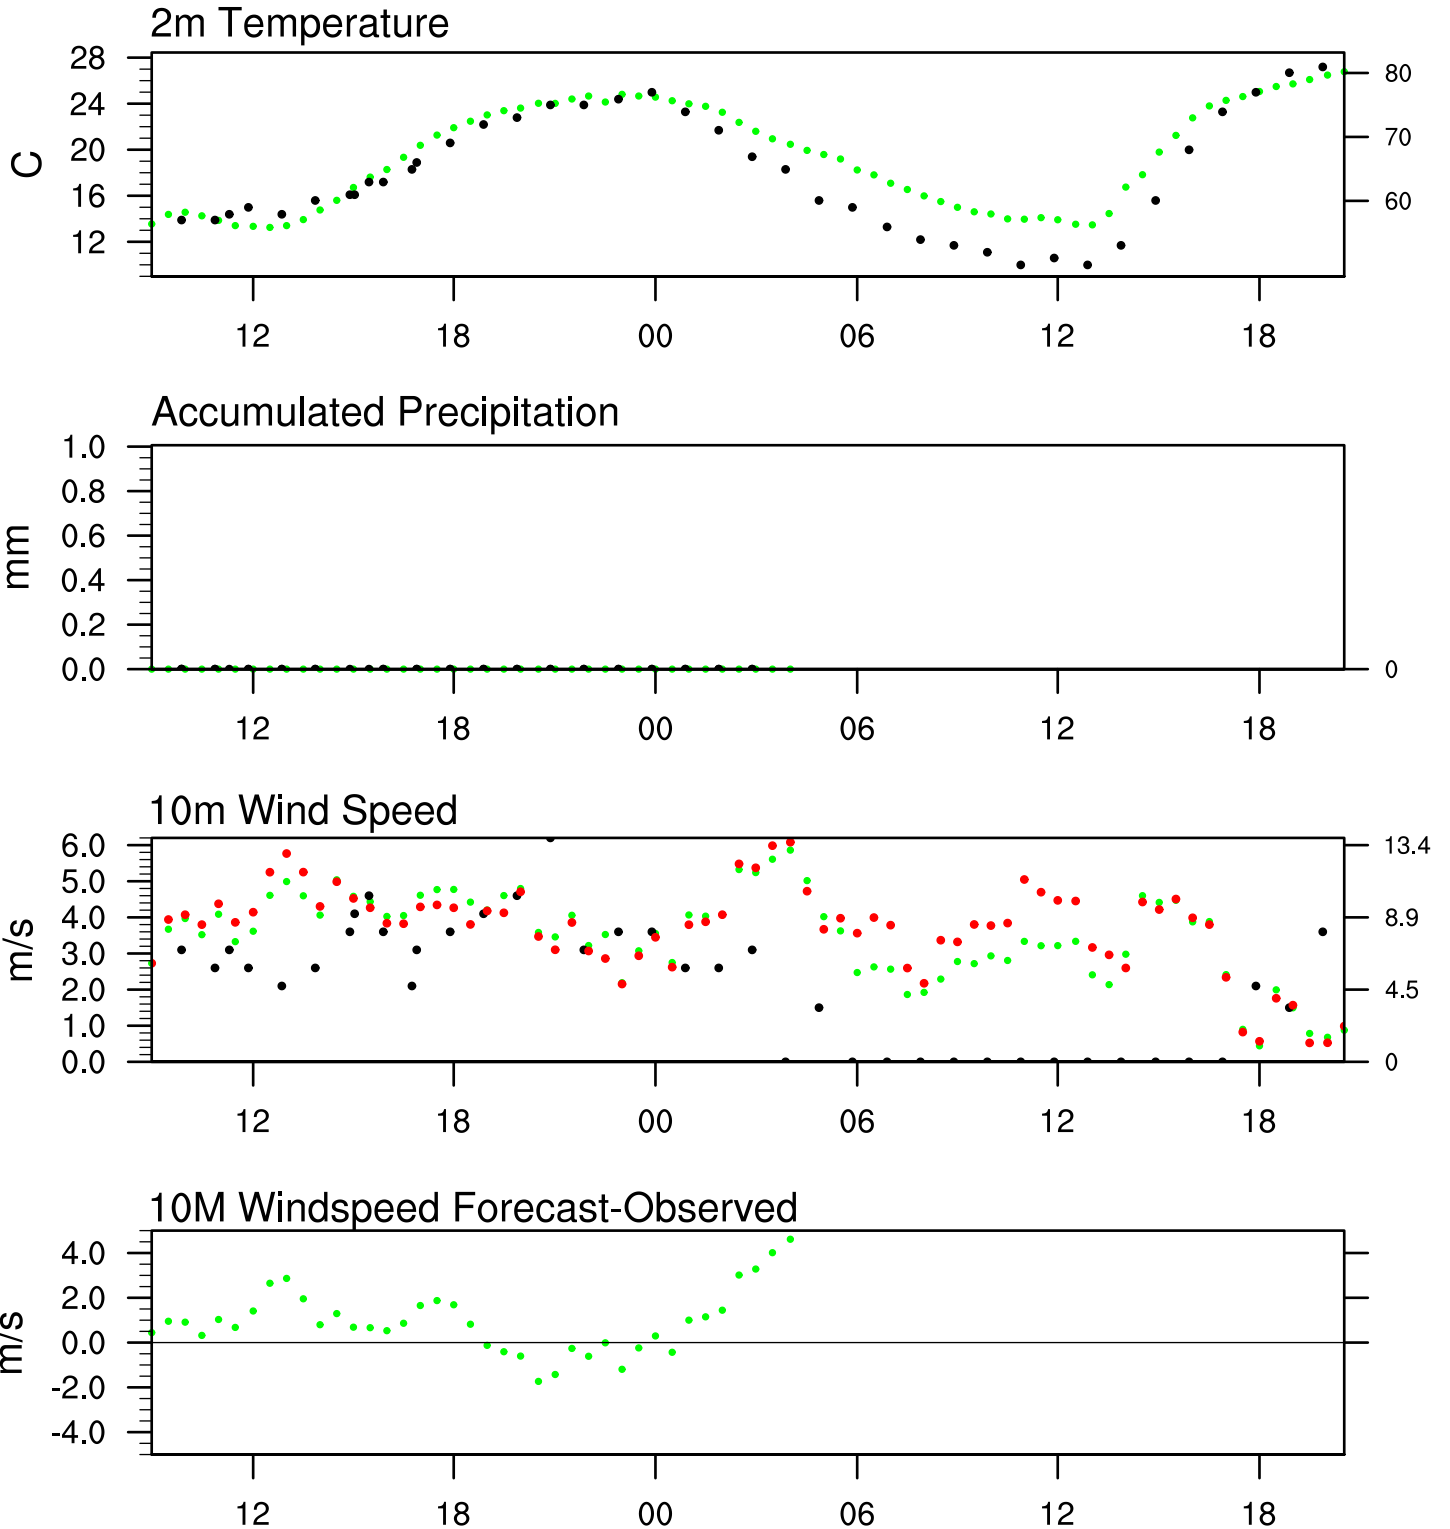 2m Temperature
28
24
20
16
12
C
80
70
60
12 18 00 06 12 18
Accumulated Precipitation
1.0
0.8
0.6
0.4
0.2
0.0
mm
0
12 18 00 06 12 18
10m Wind Speed
6.0
5.0
4.0
3.0
2.0
1.0
0.0
m/s
13.4
8.9
4.5
0
12 18 00 06 12 18
10M Windspeed Forecast-Observed
4.0
2.0
0.0
-2.0
-4.0
m/s
12 18 00 06 12 18